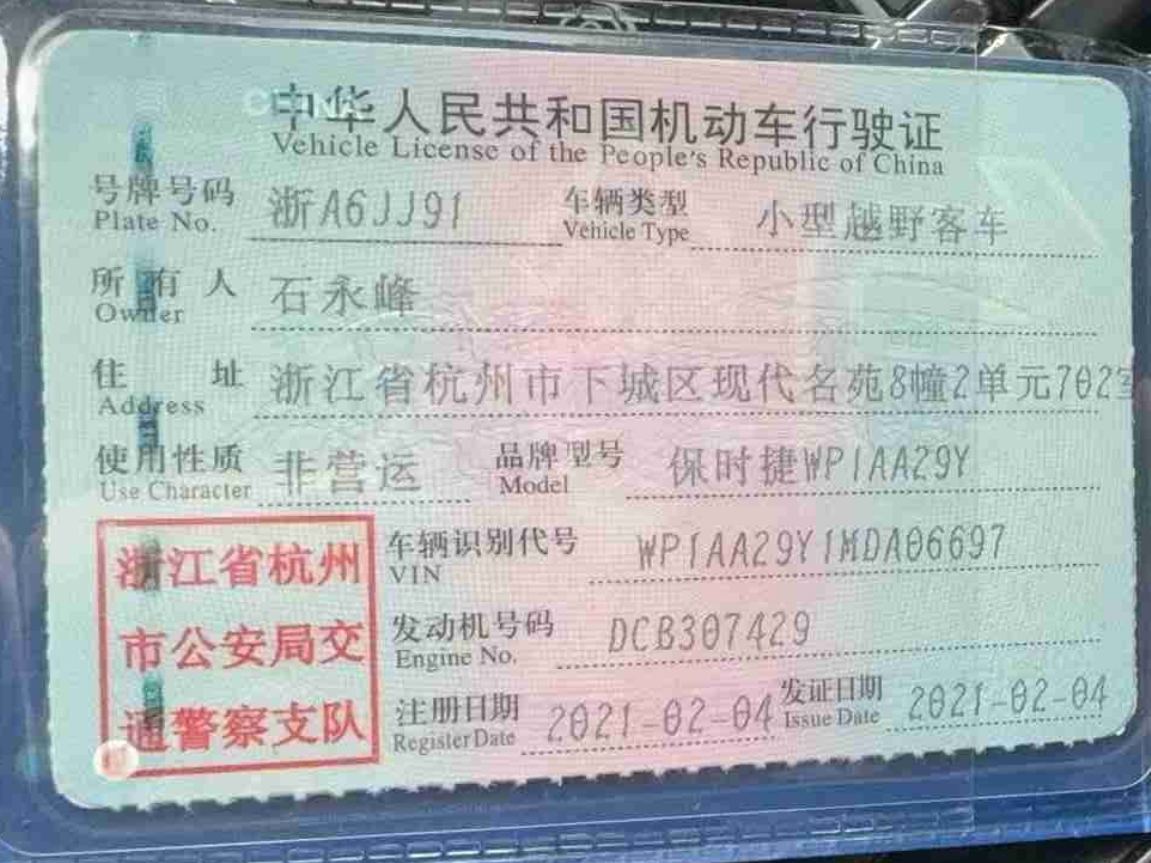 中华人民共和国机动车行驶证
Vehicle License of the People's Republic of China
号牌号码 浙A6JJ91 车辆类型 小型越野客车
Plate No. Vehicle Type
所有人 石永峰
Owner
住址 浙江省杭州市下城区现代名苑8幢2单元702室
Address
使用性质 非营运 品牌型号 保时捷WP1AA29Y
Use Character Model
浙江省杭州
市公安局交
通警察支队
车辆识别代号 WP1AA29Y1MDA06697
VIN
发动机号码 DCB307429
Engine No.
注册日期 2021-02-04 发证日期 2021-02-04
Register Date Issue Date